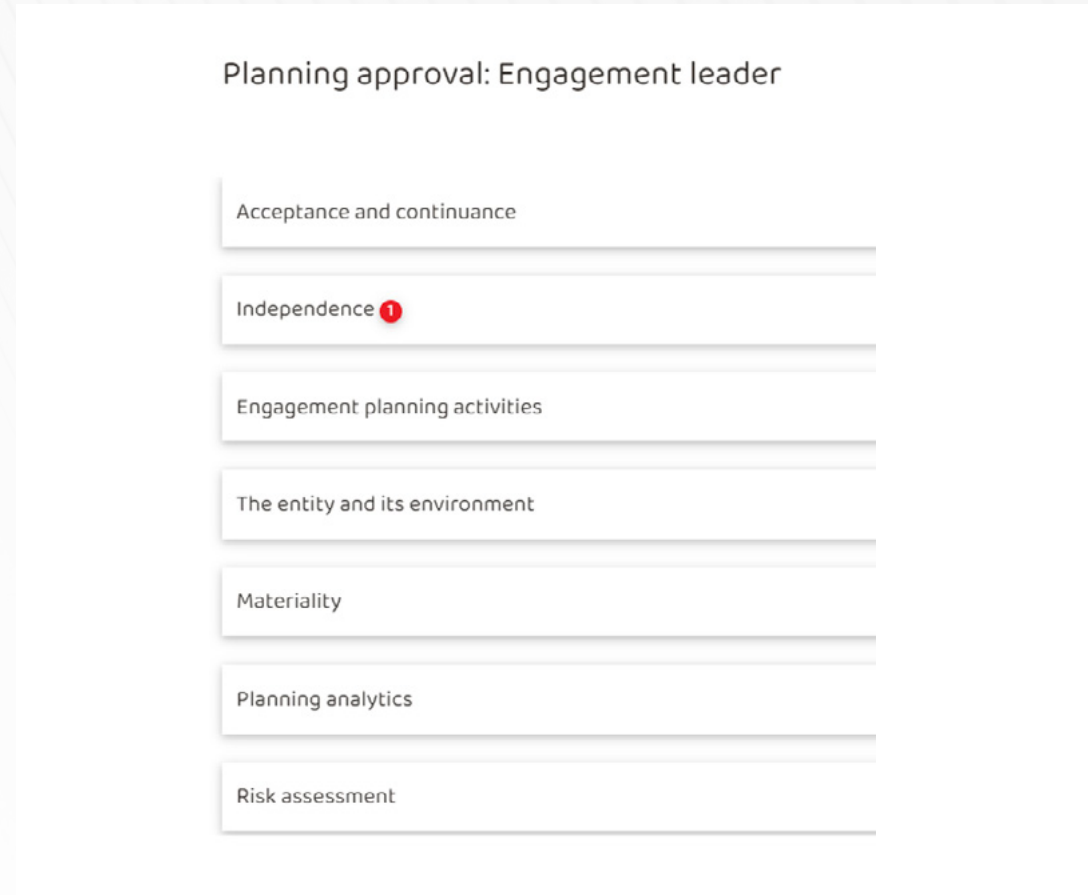 Planning approval: Engagement leader
Acceptance and continuance
Independence 1
Engagement planning activities
The entity and its environment
Materiality
Planning analytics
Risk assessment